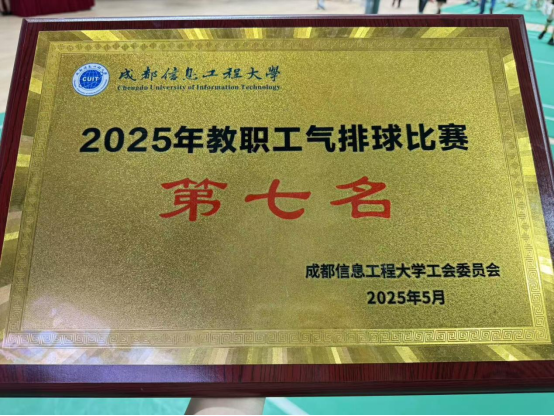 CUIT
成都信息工程大学
Chengdu University of Information Technology
2025年教职工气排球比赛
第七名
成都信息工程大学工会委员会
2025年5月